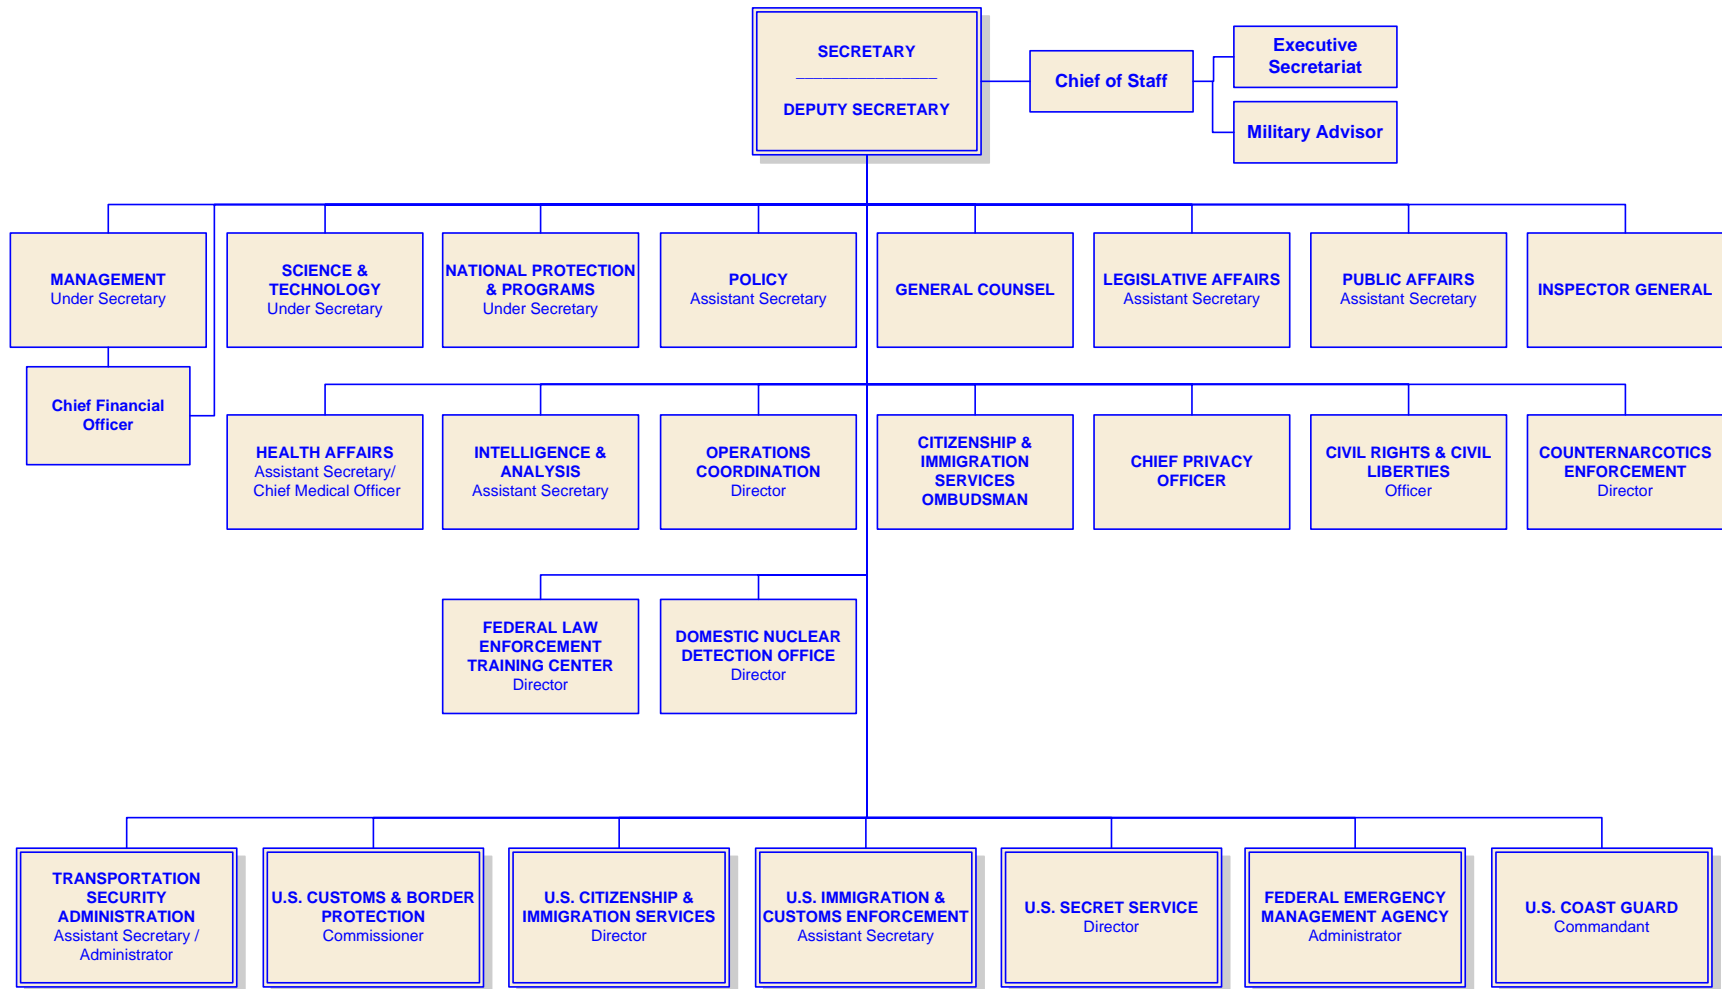 SECRETARY
DEPUTY SECRETARY
Chief of Staff
Executive
Secretariat
Military Advisor
MANAGEMENT
Under Secretary
SCIENCE &
TECHNOLOGY
Under Secretary
NATIONAL PROTECTION
& PROGRAMS
Under Secretary
POLICY
Assistant Secretary
GENERAL COUNSEL
LEGISLATIVE AFFAIRS
Assistant Secretary
PUBLIC AFFAIRS
Assistant Secretary
INSPECTOR GENERAL
Chief Financial
Officer
HEALTH AFFAIRS
Assistant Secretary/
Chief Medical Officer
INTELLIGENCE &
ANALYSIS
Assistant Secretary
OPERATIONS
COORDINATION
Director
CITIZENSHIP &
IMMIGRATION
SERVICES
OMBUDSMAN
CHIEF PRIVACY
OFFICER
CIVIL RIGHTS & CIVIL
LIBERTIES
Officer
COUNTERNARCOTICS
ENFORCEMENT
Director
FEDERAL LAW
ENFORCEMENT
TRAINING CENTER
Director
DOMESTIC NUCLEAR
DETECTION OFFICE
Director
TRANSPORTATION
SECURITY
ADMINISTRATION
Assistant Secretary /
Administrator
U.S. CUSTOMS & BORDER
PROTECTION
Commissioner
U.S. CITIZENSHIP &
IMMIGRATION SERVICES
Director
U.S. IMMIGRATION &
CUSTOMS ENFORCEMENT
Assistant Secretary
U.S. SECRET SERVICE
Director
FEDERAL EMERGENCY
MANAGEMENT AGENCY
Administrator
U.S. COAST GUARD
Commandant